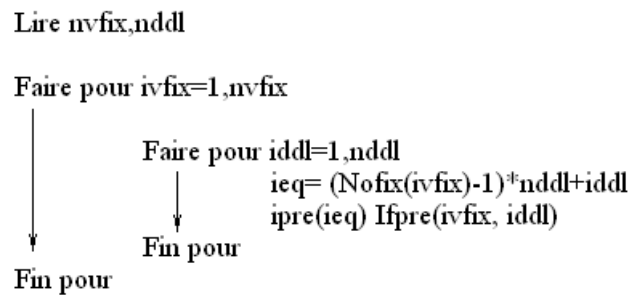 Lire nvfix,nddl
Faire pour ivfix=1,nvfix
Faire pour iddl=1,nddl
ieq= (Nofix(ivfix)-1)*nddl+iddl
ipre(ieq) Ifpre(ivfix, iddl)
Fin pour
Fin pour